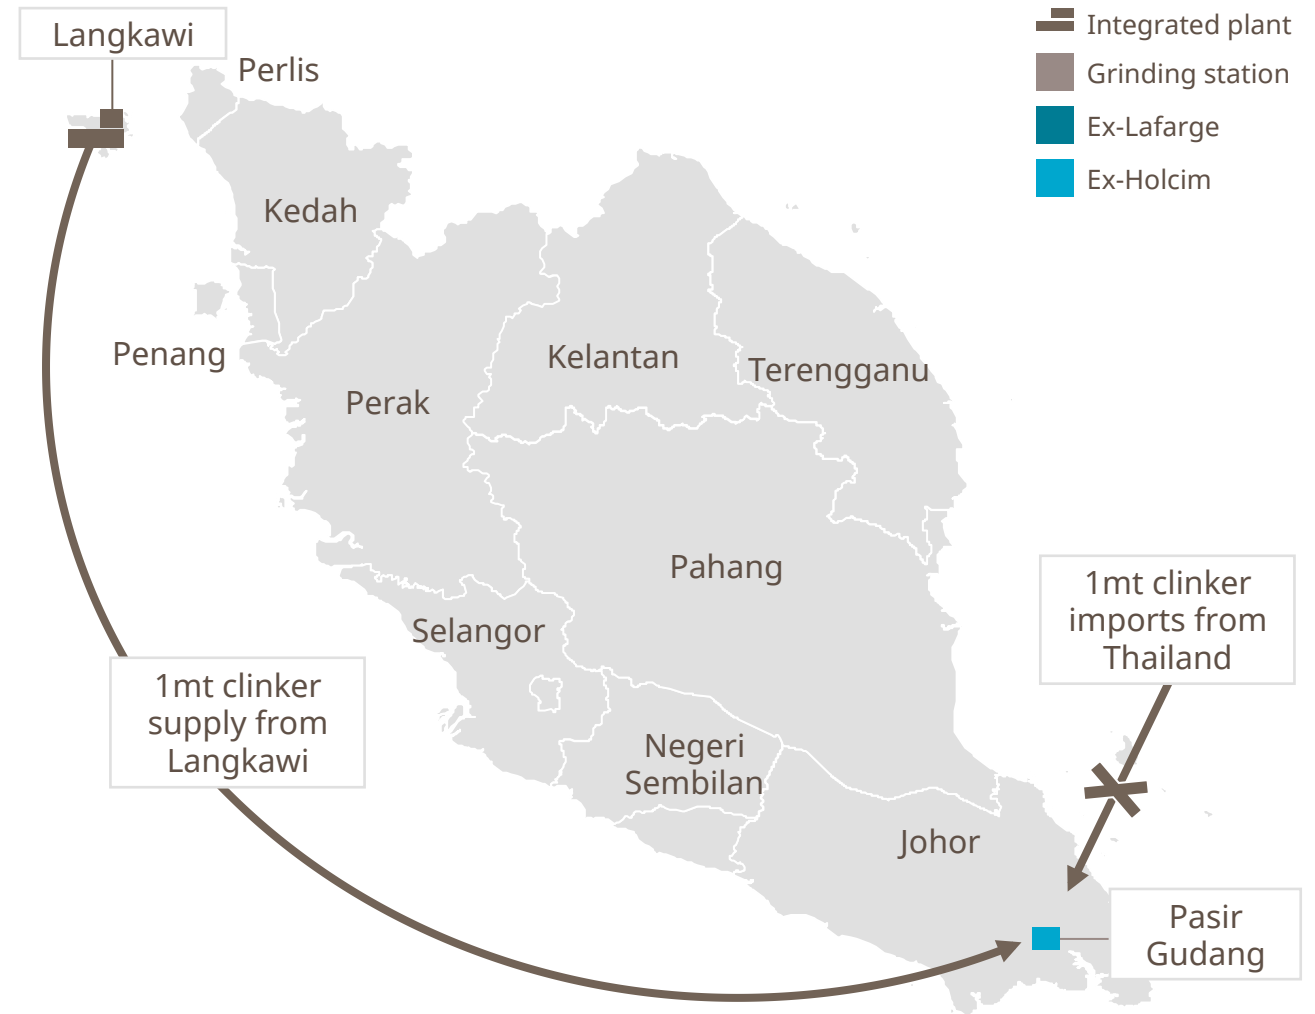 Langkawi
Perlis
Integrated plant
Grinding station
Ex-Lafarge
Ex-Holcim
Kedah
Penang
Kelantan
Terengganu
Perak
Pahang
Selangor
1mt clinker
imports from
Thailand
1mt clinker
supply from
Langkawi
Negeri
Sembilan
Johor
Pasir
Gudang